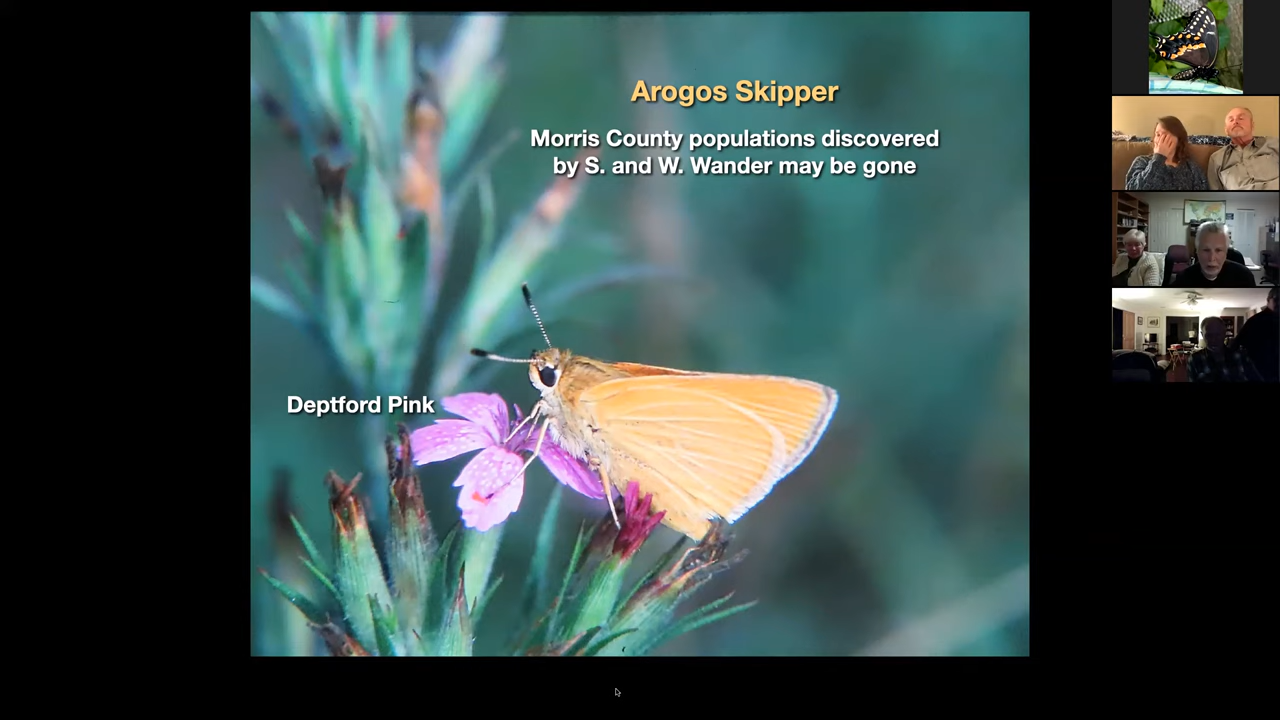 Arogos Skipper
Morris County populations discovered
by S. and W. Wander may be gone
Deptford Pink